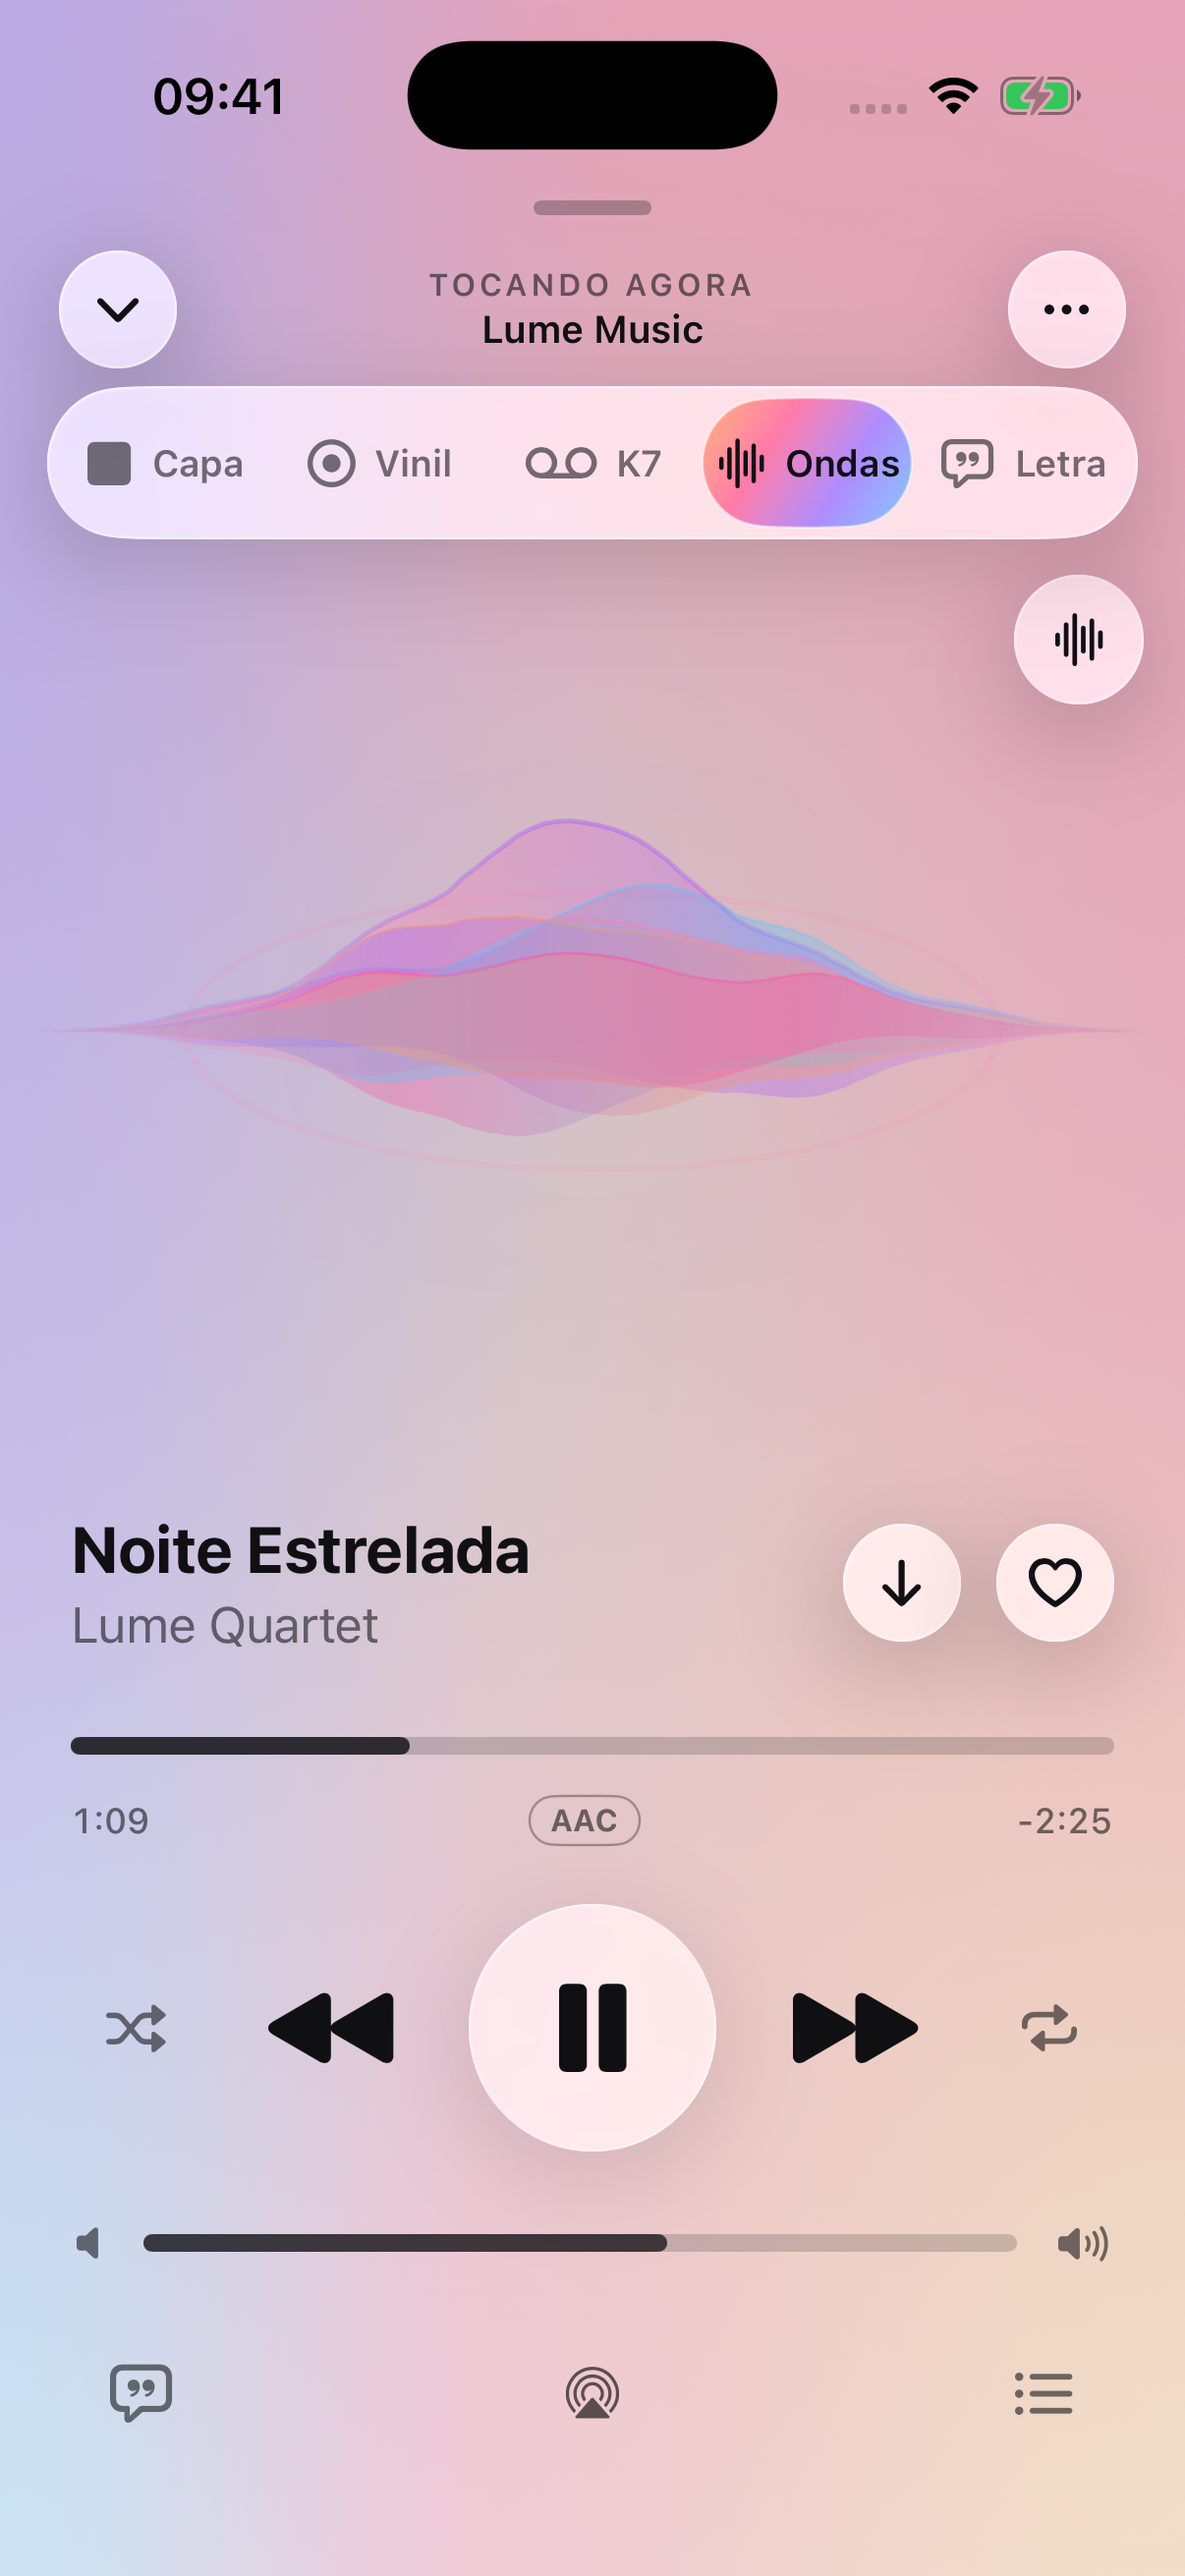 09:41
TOCANDO AGORA
Lume Music
Capa
Vinil
K7
Ondas
Letra
Noite Estrelada
Lume Quartet
1:09
AAC
-2:25